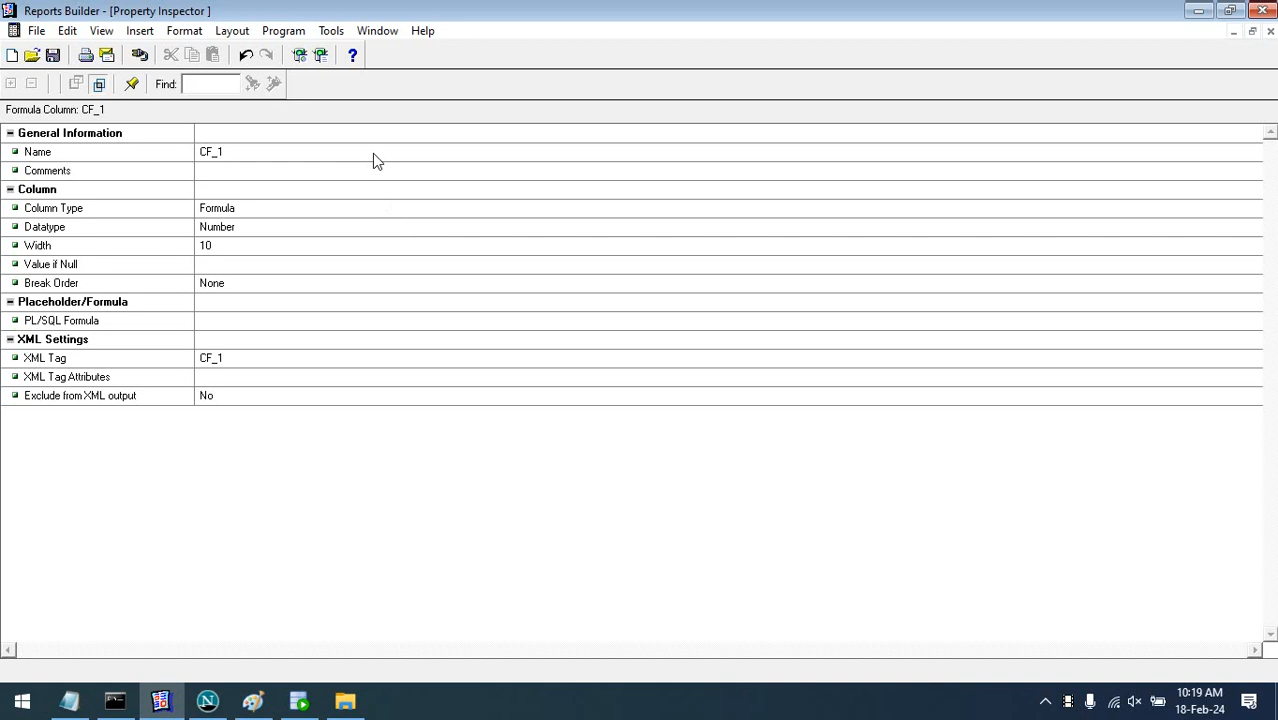 Reports Builder - [Property Inspector ]
File Edit View Insert Format Layout Program Tools Window Help
Find:
Formula Column: CF_1
General Information
Name CF_1
Comments
Column
Column Type Formula
Datatype Number
Width 10
Value if Null
Break Order None
Placeholder/Formula
PL/SQL Formula
XML Settings
XML Tag CF_1
XML Tag Attributes
Exclude from XML output No
10:19 AM
18-Feb-24